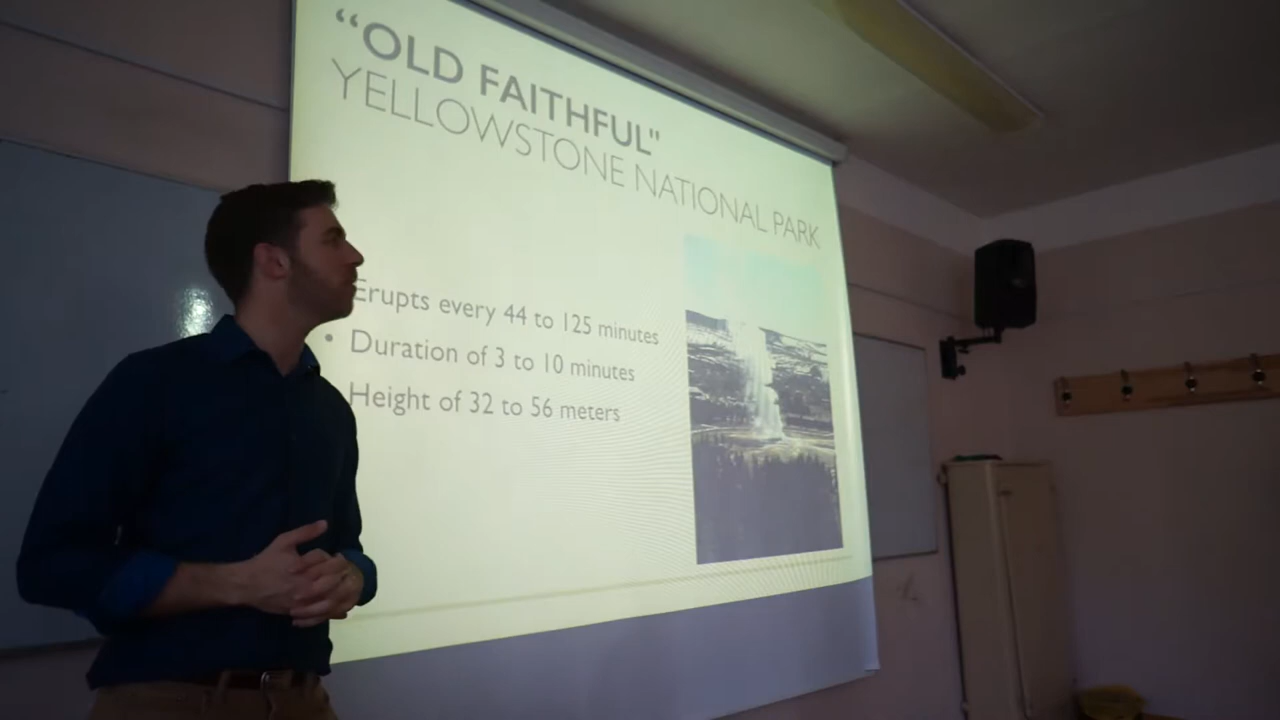 “OLD FAITHFUL"
YELLOWSTONE NATIONAL PARK
Erupts every 44 to 125 minutes
• Duration of 3 to 10 minutes
Height of 32 to 56 meters